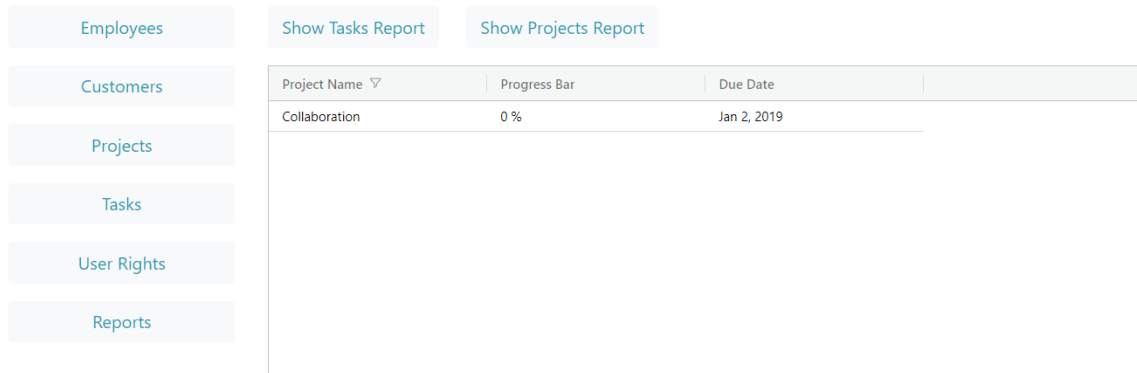 Employees
Customers
Projects
Tasks
User Rights
Reports
Show Tasks Report
Show Projects Report
Project Name
Progress Bar
Due Date
Collaboration
0 %
Jan 2, 2019